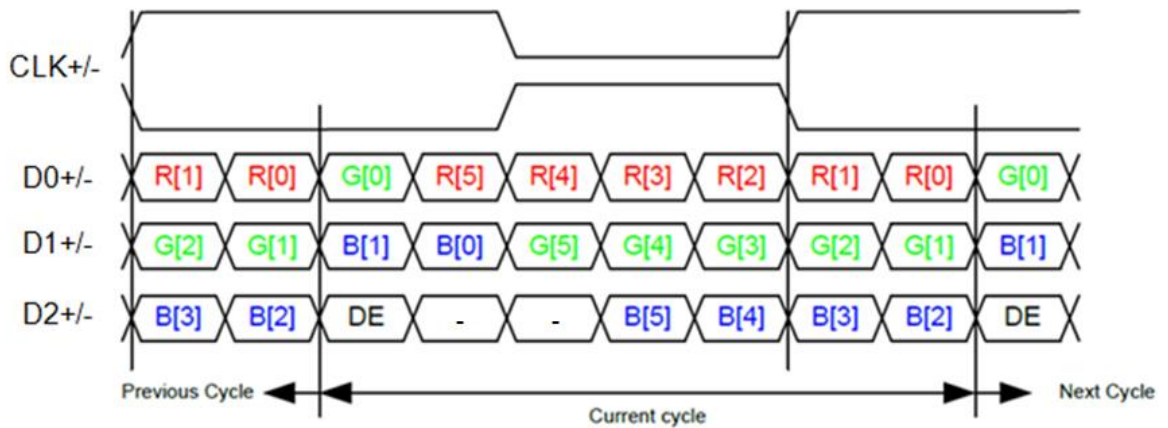 CLK+/-
D0+/- R[1] R[0] G[0] R[5] R[4] R[3] R[2] R[1] R[0] G[0]
D1+/- G[2] G[1] B[1] B[0] G[5] G[4] G[3] G[2] G[1] B[1]
D2+/- B[3] B[2] DE - - B[5] B[4] B[3] B[2] DE
Previous Cycle Current cycle Next Cycle